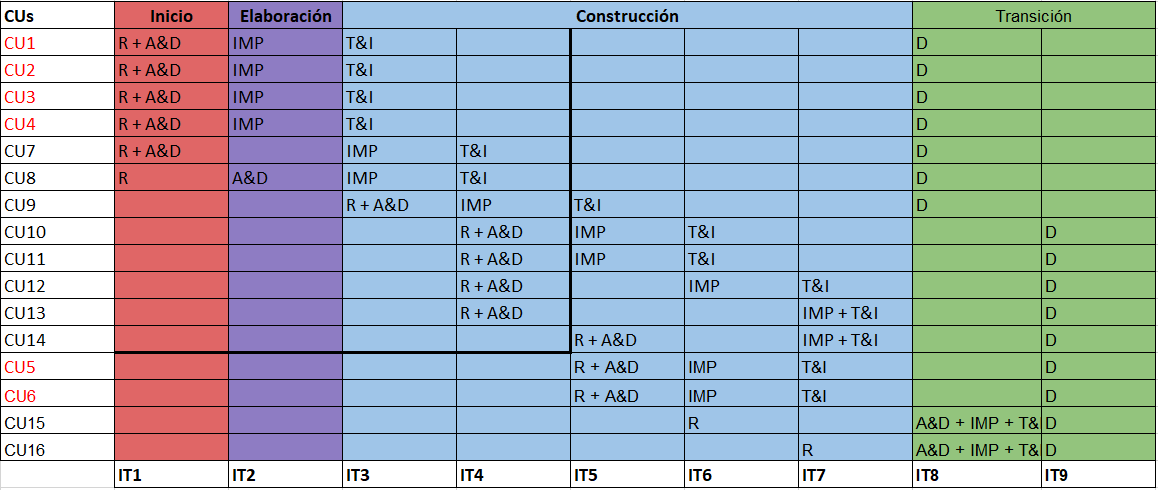 CUs Inicio Elaboración Construcción Transición
CU1 R + A&D IMP T&I D
CU2 R + A&D IMP T&I D
CU3 R + A&D IMP T&I D
CU4 R + A&D IMP T&I D
CU7 R + A&D IMP T&I D
CU8 R A&D IMP T&I D
CU9 R + A&D IMP T&I D
CU10 R + A&D IMP T&I D
CU11 R + A&D IMP T&I D
CU12 R + A&D IMP T&I D
CU13 R + A&D IMP + T&I D
CU14 R + A&D IMP + T&I D
CU5 R + A&D IMP T&I D
CU6 R + A&D IMP T&I D
CU15 R A&D + IMP + T& D
CU16 R A&D + IMP + T& D
IT1 IT2 IT3 IT4 IT5 IT6 IT7 IT8 IT9